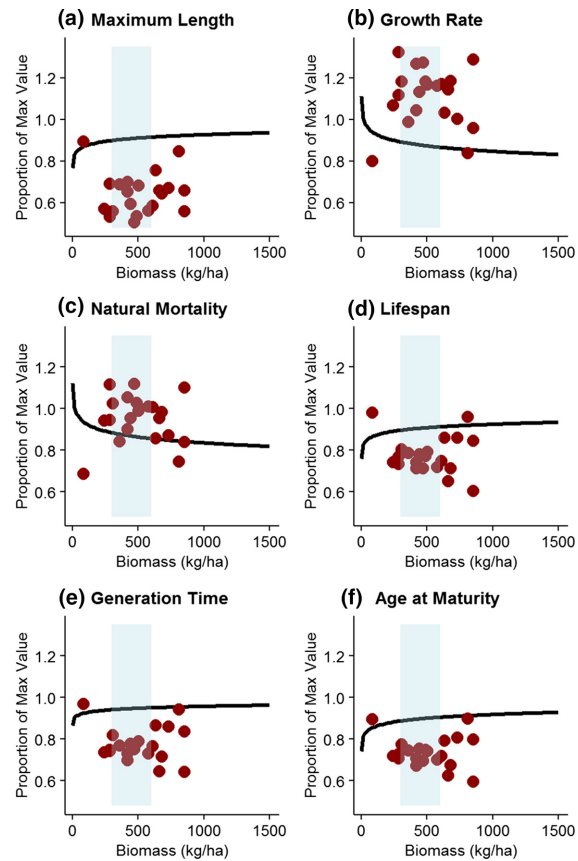 (a) Maximum Length
Proportion of Max Value
1.2
1.0
0.8
0.6
0 500 1000 1500
Biomass (kg/ha)
(b) Growth Rate
Proportion of Max Value
1.2
1.0
0.8
0.6
0 500 1000 1500
Biomass (kg/ha)
(c) Natural Mortality
Proportion of Max Value
1.2
1.0
0.8
0.6
0 500 1000 1500
Biomass (kg/ha)
(d) Lifespan
Proportion of Max Value
1.2
1.0
0.8
0.6
0 500 1000 1500
Biomass (kg/ha)
(e) Generation Time
Proportion of Max Value
1.2
1.0
0.8
0.6
0 500 1000 1500
Biomass (kg/ha)
(f) Age at Maturity
Proportion of Max Value
1.2
1.0
0.8
0.6
0 500 1000 1500
Biomass (kg/ha)